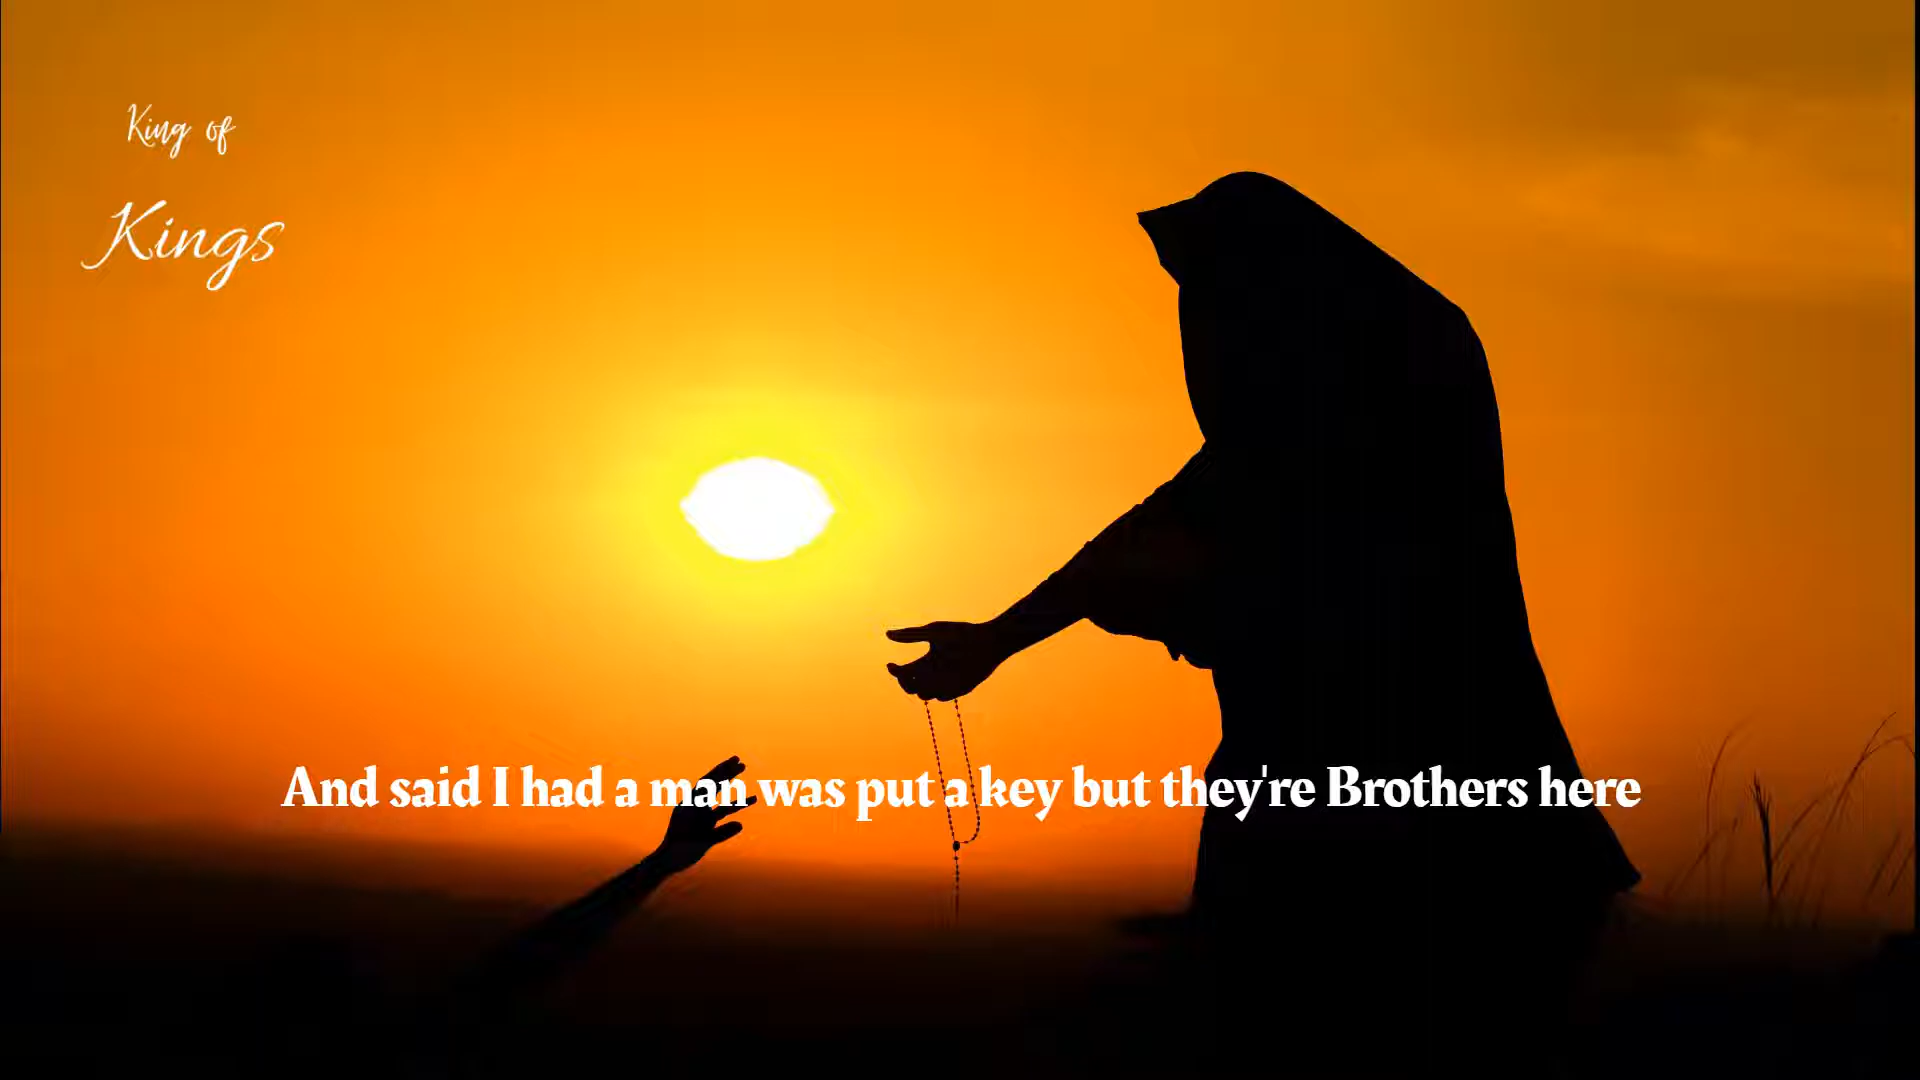 King of
Kings
And said I had a man was put a key but they're Brothers here